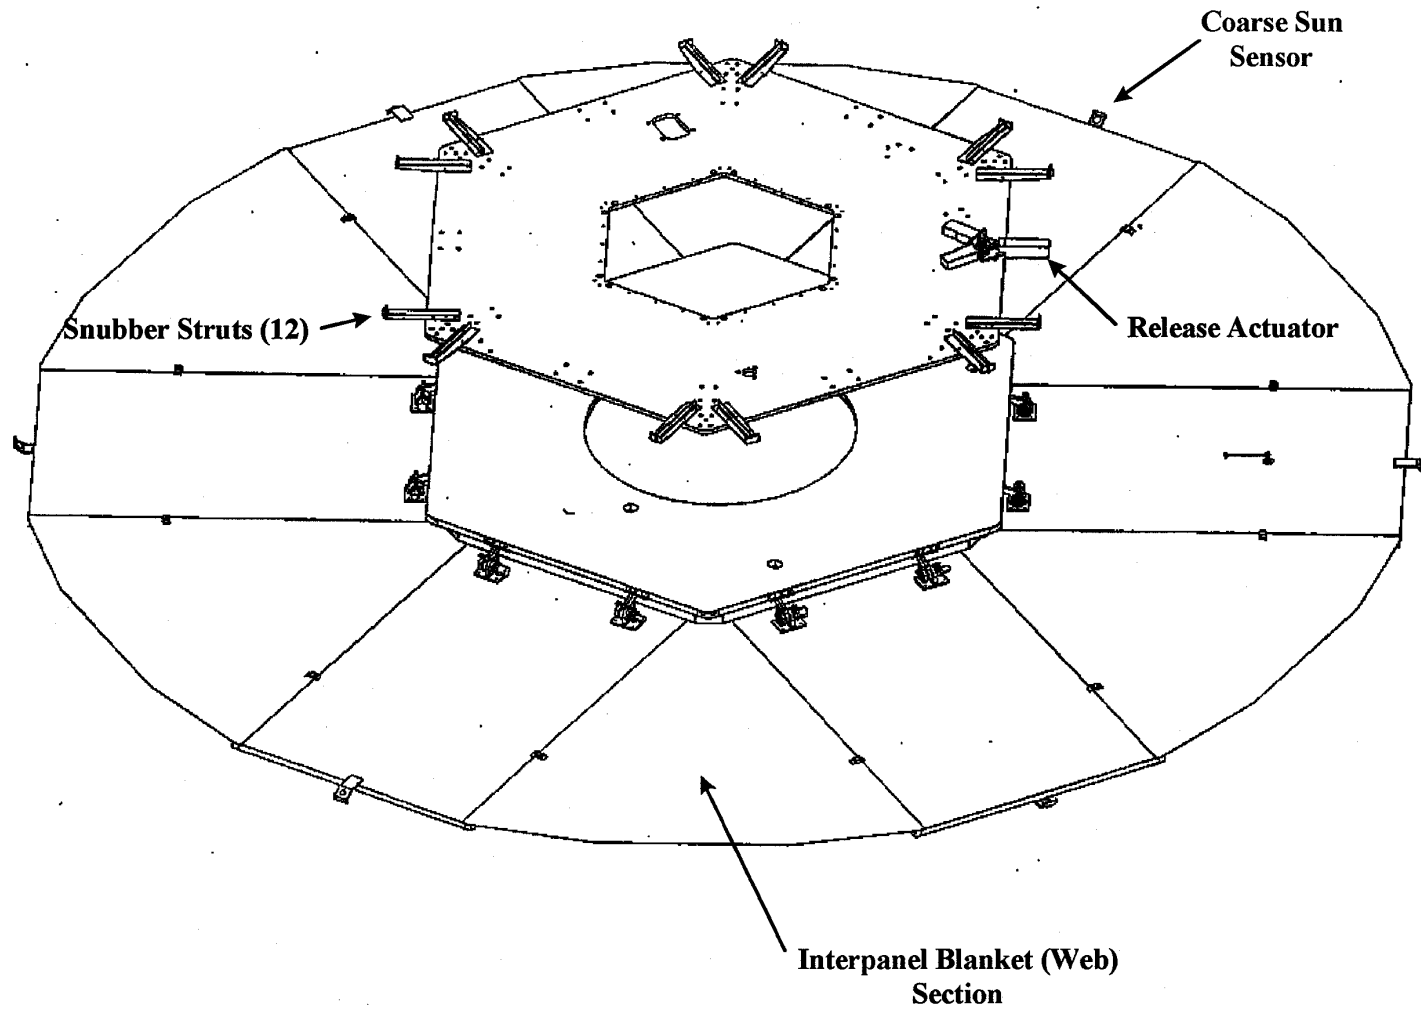 Coarse Sun
Sensor
Snubber Struts (12)
Release Actuator
Interpanel Blanket (Web)
Section